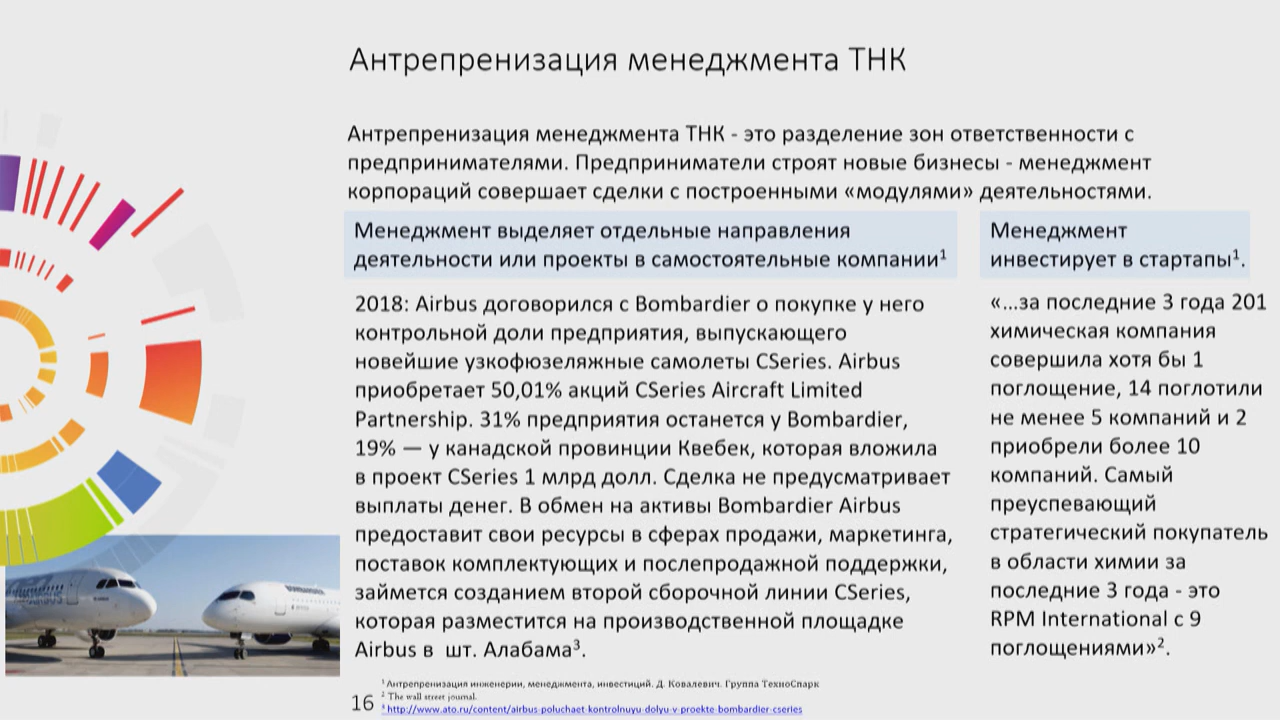 Антрепренизация менеджмента ТНК
Антрепренизация менеджмента ТНК - это разделение зон ответственности с
предпринимателями. Предприниматели строят новые бизнесы - менеджмент
корпораций совершает сделки с построенными «модулями» деятельностями.
Менеджмент выделяет отдельные направления
деятельности или проекты в самостоятельные компании¹
2018: Airbus договорился с Bombardier о покупке у него
контрольной доли предприятия, выпускающего
новейшие узкофюзеляжные самолеты CSeries. Airbus
приобретает 50,01% акций CSeries Aircraft Limited
Partnership. 31% предприятия останется у Bombardier,
19% — у канадской провинции Квебек, которая вложила
в проект CSeries 1 млрд долл. Сделка не предусматривает
выплаты денег. В обмен на активы Bombardier Airbus
предоставит свои ресурсы в сферах продажи, маркетинга,
поставок комплектующих и послепродажной поддержки,
займется созданием второй сборочной линии CSeries,
которая разместится на производственной площадке
Airbus в шт. Алабама³.
Менеджмент
инвестирует в стартапы¹.
«...за последние 3 года 201
химическая компания
совершила хотя бы 1
поглощение, 14 поглотили
не менее 5 компаний и 2
приобрели более 10
компаний. Самый
преуспевающий
стратегический покупатель
в области химии за
последние 3 года - это
RPM International с 9
поглощениями»².
16
¹ Антрепренизация инженерии, менеджмента, инвестиций. Д. Ковалевич. Группа ТехноСпарк
² The wall street journal.
http://www.ato.ru/content/airbus-poluchaet-kontrolnuyu-dolyu-v-proekte-bombardier-cseries